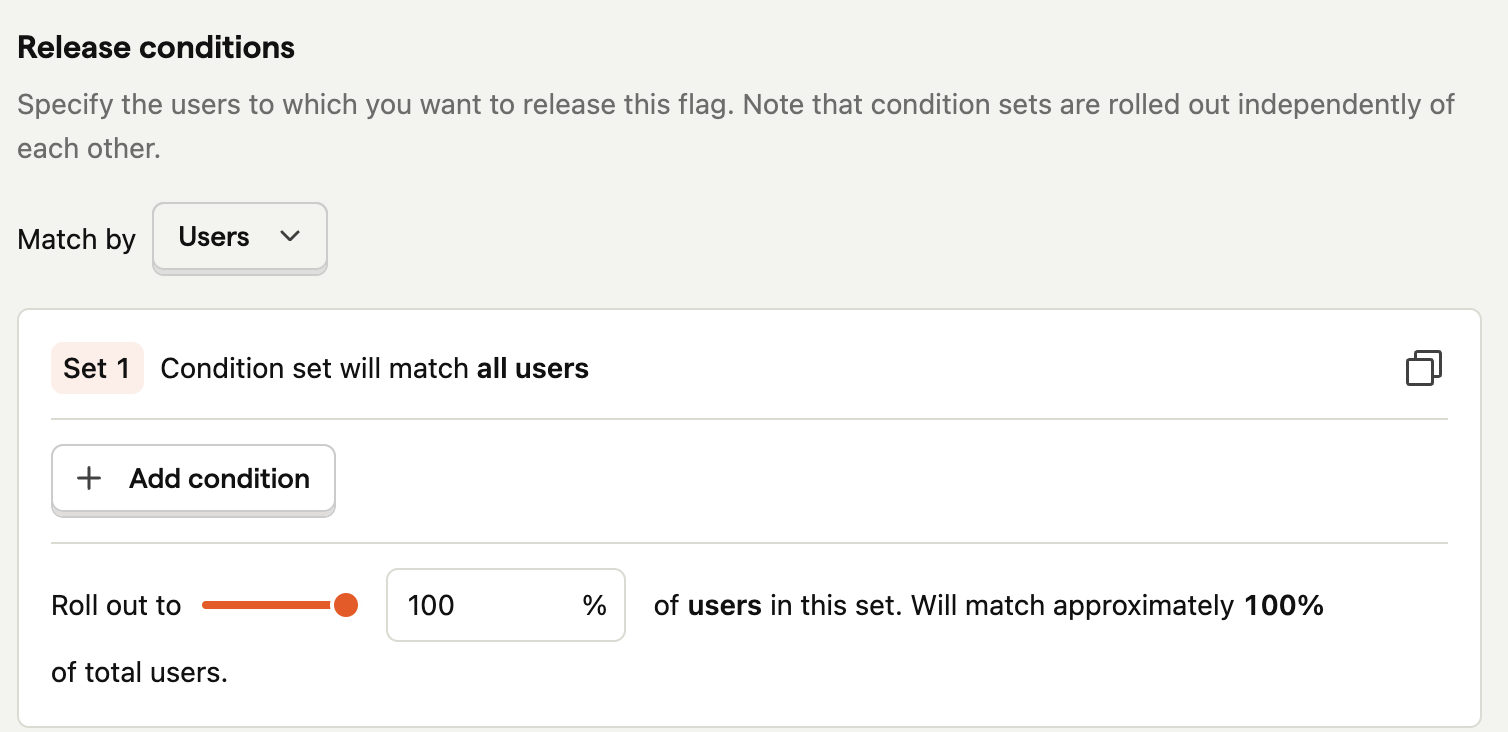 Release conditions
Specify the users to which you want to release this flag. Note that condition sets are rolled out independently of
each other.
Match by Users
Set 1 Condition set will match all users
Add condition
Roll out to 100 % of users in this set. Will match approximately 100%
of total users.